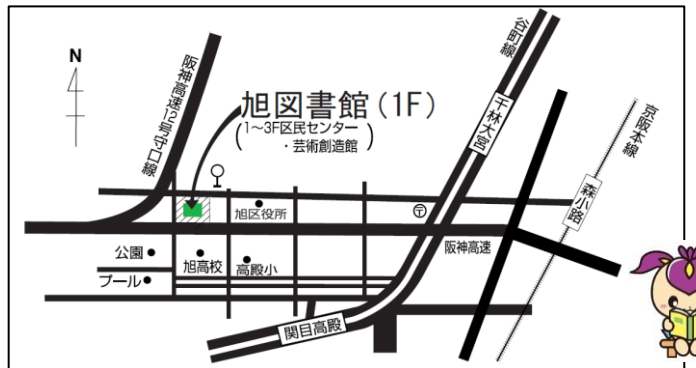 N
阪神高速12号守口線
旭図書館(1F)
(1～3F区民センター
・芸術創造館)
谷町線
千林大宮
京阪本線
森小路
旭区役所
〒
阪神高速
公園
プール
旭高校
高殿小
関目高殿